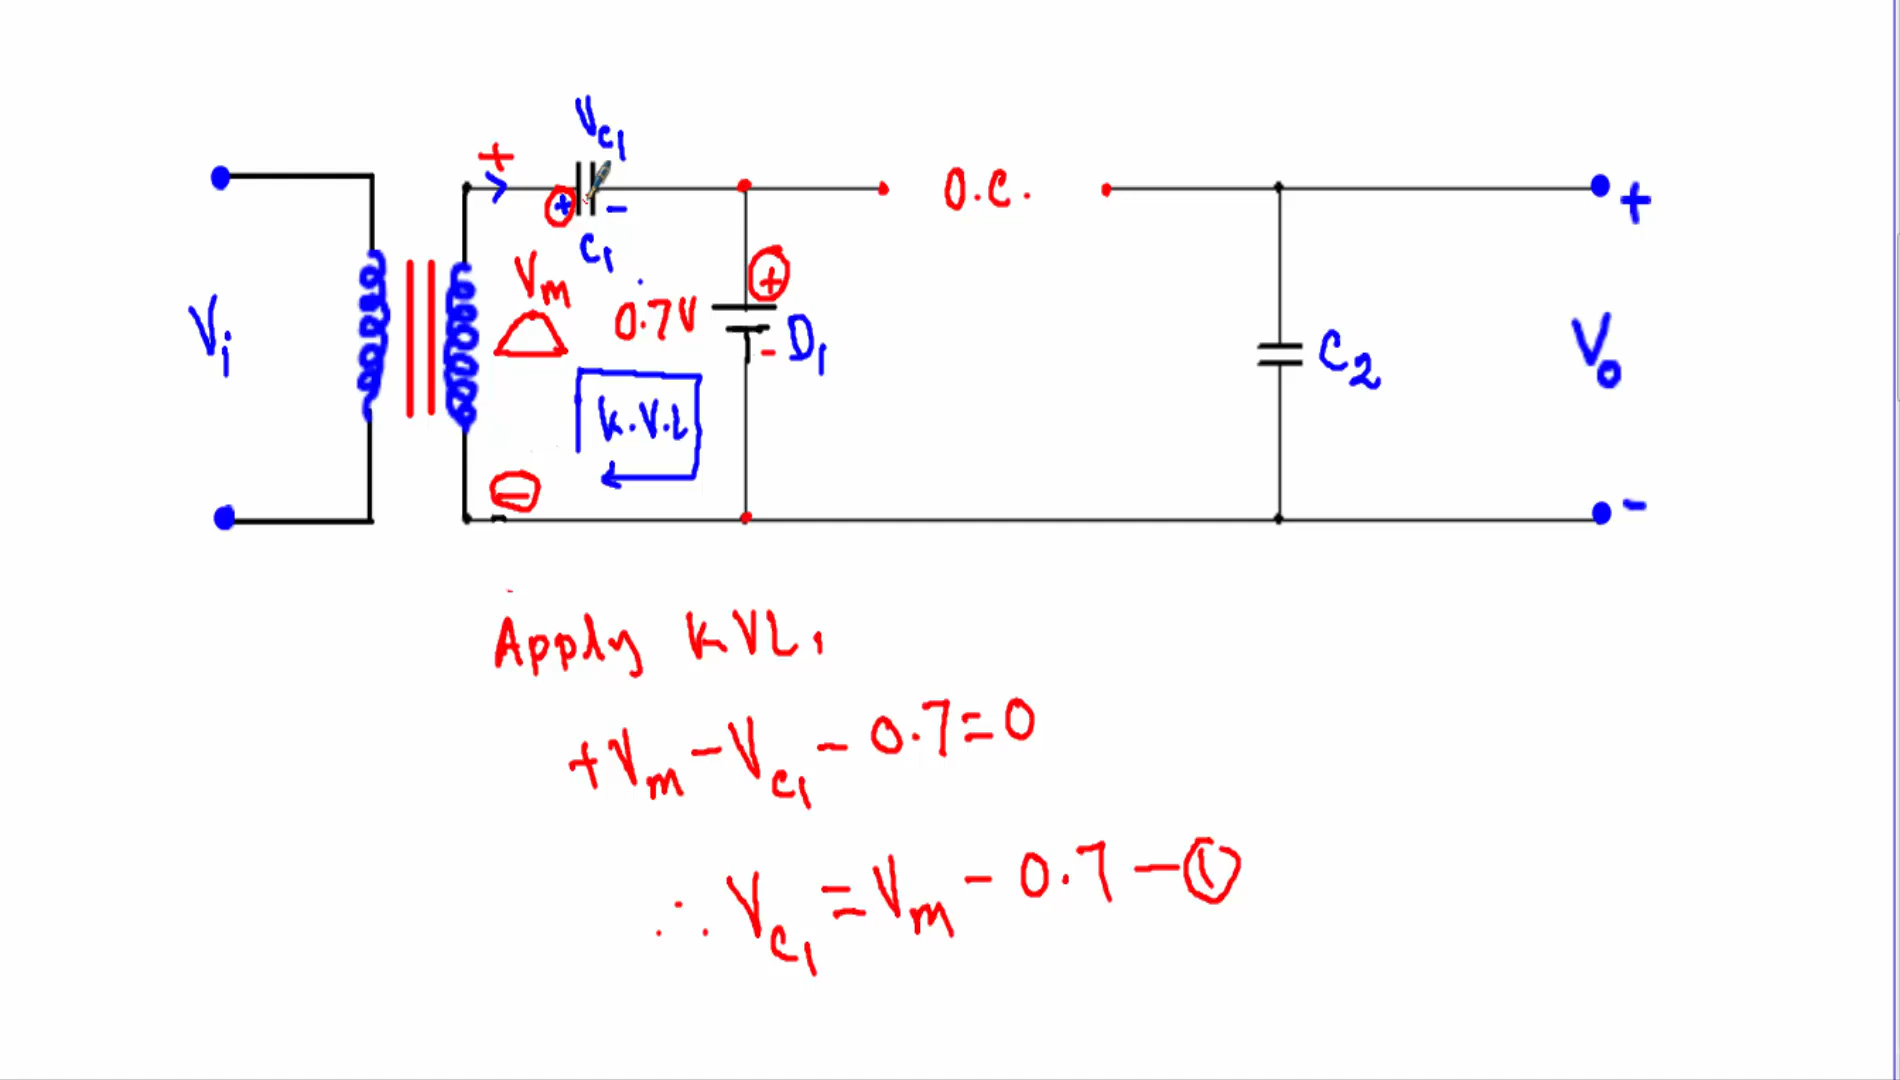 Vc1
+
O.C.
+ -
+
C1
Vm
+
0.7V
- D1
Vi
C2
Vo
K.V.L
-
-
Apply KVL,
+Vm - Vc1 - 0.7 = 0
∴ Vc1 = Vm - 0.7 - ①